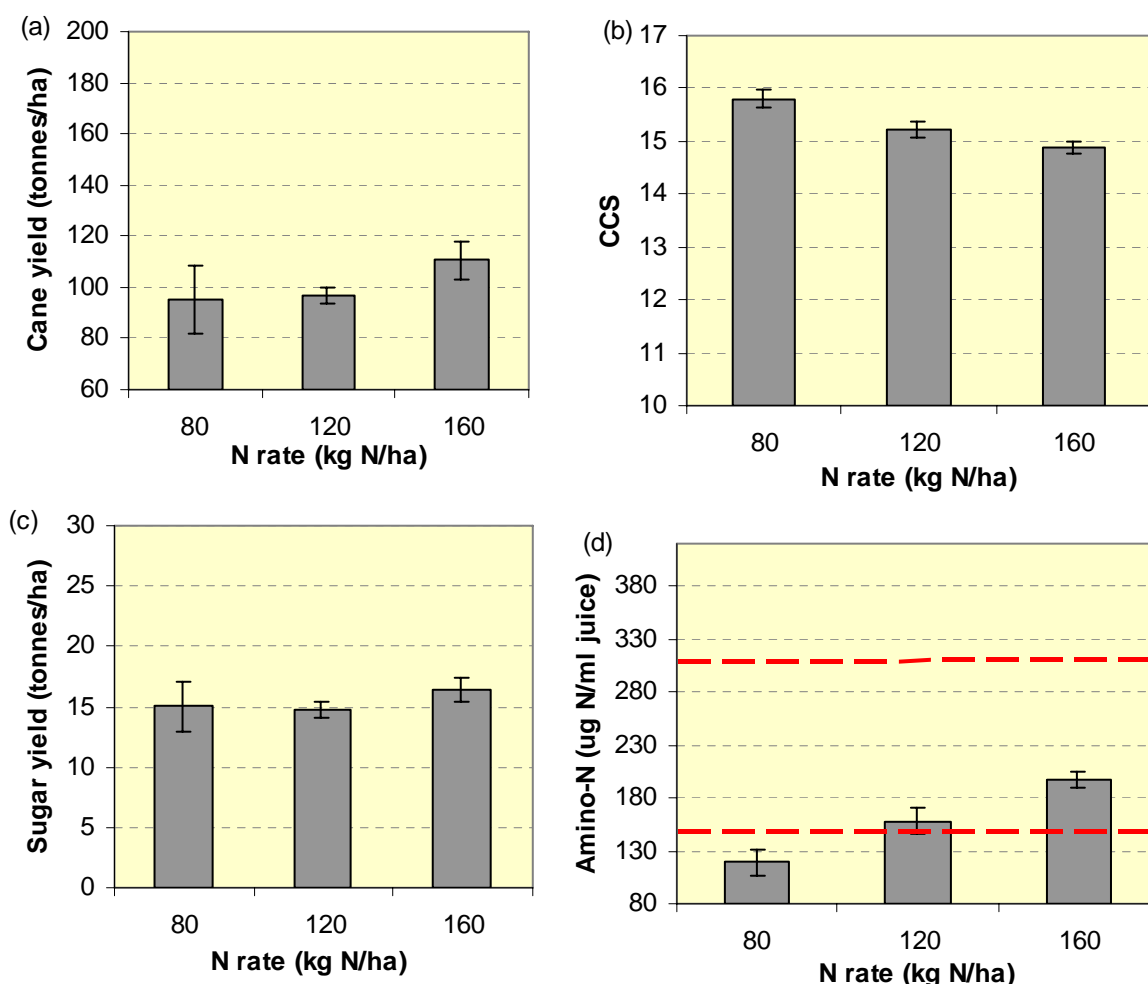 (a)
Cane yield (tonnes/ha)
200
180
160
140
120
100
80
60
80 120 160
N rate (kg N/ha)
(b)
CCS
17
16
15
14
13
12
11
10
80 120 160
N rate (kg N/ha)
(c)
Sugar yield (tonnes/ha)
30
25
20
15
10
5
0
80 120 160
N rate (kg N/ha)
(d)
Amino-N (ug N/ml juice)
380
330
280
230
180
130
80
80 120 160
N rate (kg N/ha)